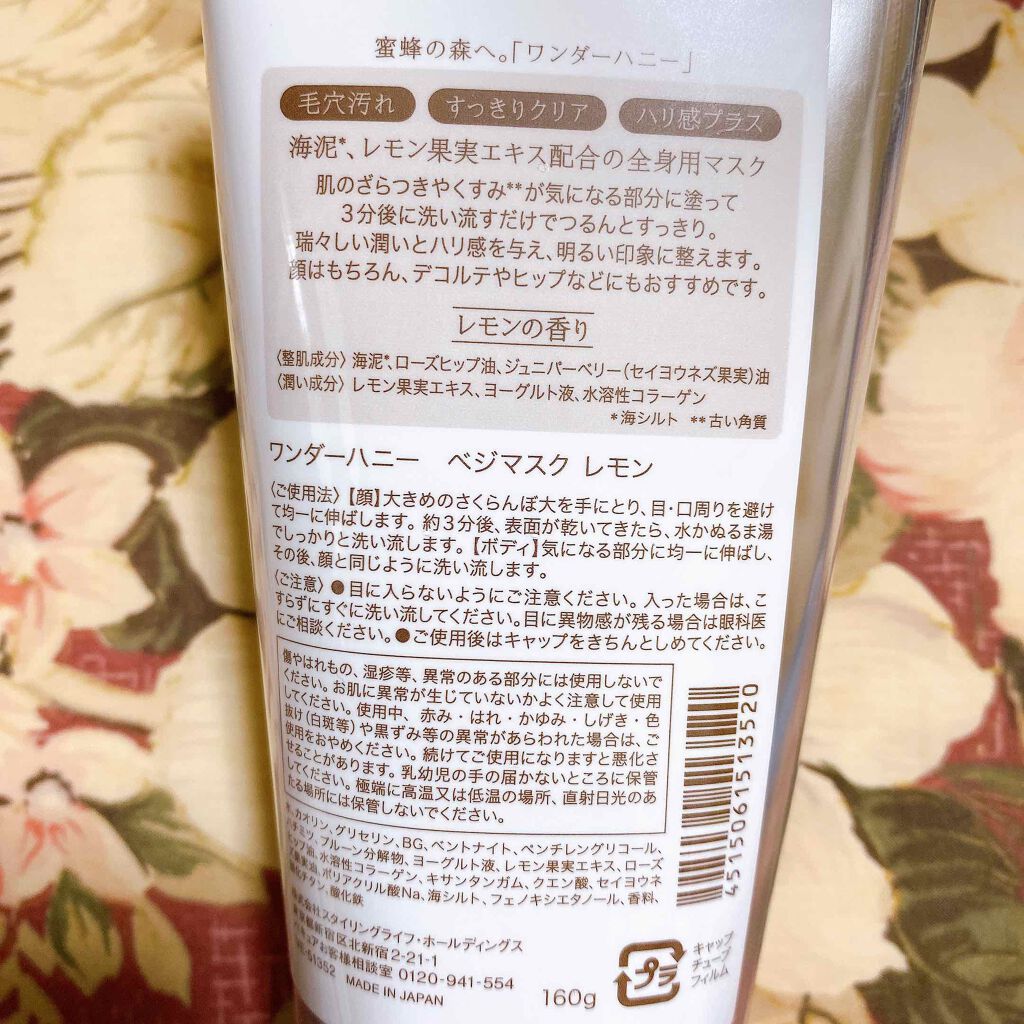 蜜蜂の森へ。「ワンダーハニー」
毛穴汚れ すっきりクリア ハリ感プラス
海泥*、レモン果実エキス配合の全身用マスク
肌のざらつきやくすみ**が気になる部分に塗って
3分後に洗い流すだけでつるんとすっきり。
瑞々しい潤いとハリ感を与え、明るい印象に整えます。
顔はもちろん、デコルテやヒップなどにもおすすめです。
レモンの香り
〈整肌成分〉海泥*、ローズヒップ油、ジュニパーベリー(セイヨウネズ果実)油
〈潤い成分〉レモン果実エキス、ヨーグルト液、水溶性コラーゲン
*海シルト **古い角質
ワンダーハニー ベジマスク レモン
〈ご使用法〉【顔】大きめのさくらんぼ大を手にとり、目・口周りを避け
て均一に伸ばします。約3分後、表面が乾いてきたら、水かぬるま湯
でしっかりと洗い流します。【ボディ】気になる部分に均一に伸ばし、
その後、顔と同じように洗い流します。
〈ご注意〉●目に入らないようにご注意ください。入った場合は、こ
すらずにすぐに洗い流してください。目に異物感が残る場合は眼科医
にご相談ください。●ご使用後はキャップをきちんとしめてください。
傷やはれもの、湿疹等、異常のある部分には使用しないで
ください。お肌に異常が生じていないかよく注意して使用
してください。使用中、赤み・はれ・かゆみ・しげき・色
抜け(白斑等)や黒ずみ等の異常があらわれた場合は、ご
使用をおやめください。続けてご使用になりますと悪化さ
せることがあります。乳幼児の手の届かないところに保管
してください。極端に高温又は低温の場所、直射日光のあ
たる場所には保管しないでください。
カオリン、グリセリン、BG、ベントナイト、ペンチレングリコール、
ハチミツ、プルーン分解物、ヨーグルト液、レモン果実エキス、ローズ
ヒップ油、水溶性コラーゲン、キサンタンガム、クエン酸、セイヨウネ
ズ果実油、ポリアクリル酸Na、海シルト、フェノキシエタノール、香料、
酸化チタン、酸化鉄
株式会社スタイリングライフ・ホールディングス
東京都新宿区北新宿2-21-1
お客様相談室 0120-941-554
51352 MADE IN JAPAN
160g
プラ
キャップ
チューブ
フィルム
4515061513520